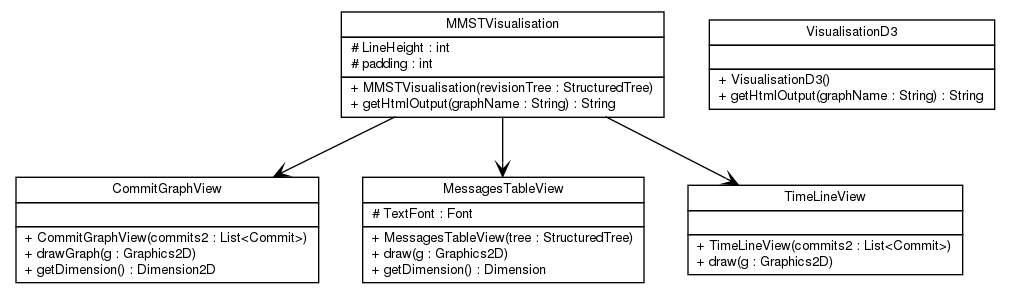 MMSTVisualisation
# LineHeight : int
# padding : int
+ MMSTVisualisation(revisionTree : StructuredTree)
+ getHtmlOutput(graphName : String) : String
VisualisationD3
+ VisualisationD3()
+ getHtmlOutput(graphName : String) : String
CommitGraphView
+ CommitGraphView(commits2 : List<Commit>)
+ drawGraph(g : Graphics2D)
+ getDimension() : Dimension2D
MessagesTableView
# TextFont : Font
+ MessagesTableView(tree : StructuredTree)
+ draw(g : Graphics2D)
+ getDimension() : Dimension
TimeLineView
+ TimeLineView(commits2 : List<Commit>)
+ draw(g : Graphics2D)